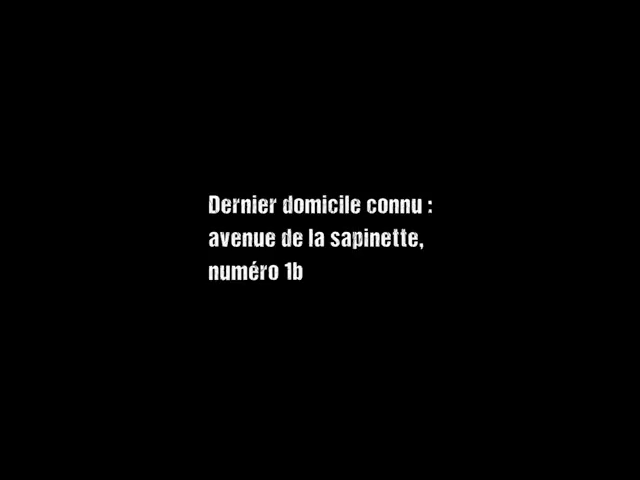 Dernier domicile connu :
avenue de la sapinette,
numéro 1b